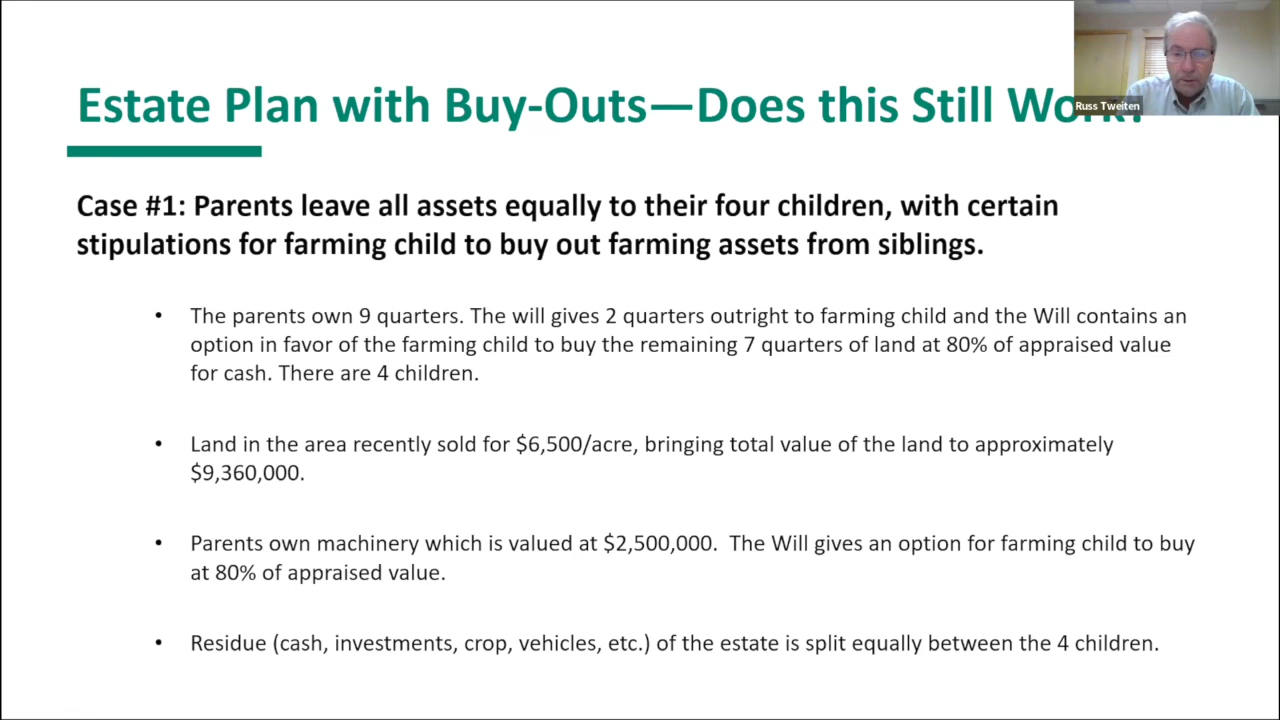 Estate Plan with Buy-Outs—Does this Still
Russ Tweiten
Case #1: Parents leave all assets equally to their four children, with certain
stipulations for farming child to buy out farming assets from siblings.
• The parents own 9 quarters. The will gives 2 quarters outright to farming child and the Will contains an
option in favor of the farming child to buy the remaining 7 quarters of land at 80% of appraised value
for cash. There are 4 children.
• Land in the area recently sold for $6,500/acre, bringing total value of the land to approximately
$9,360,000.
• Parents own machinery which is valued at $2,500,000.  The Will gives an option for farming child to buy
at 80% of appraised value.
• Residue (cash, investments, crop, vehicles, etc.) of the estate is split equally between the 4 children.